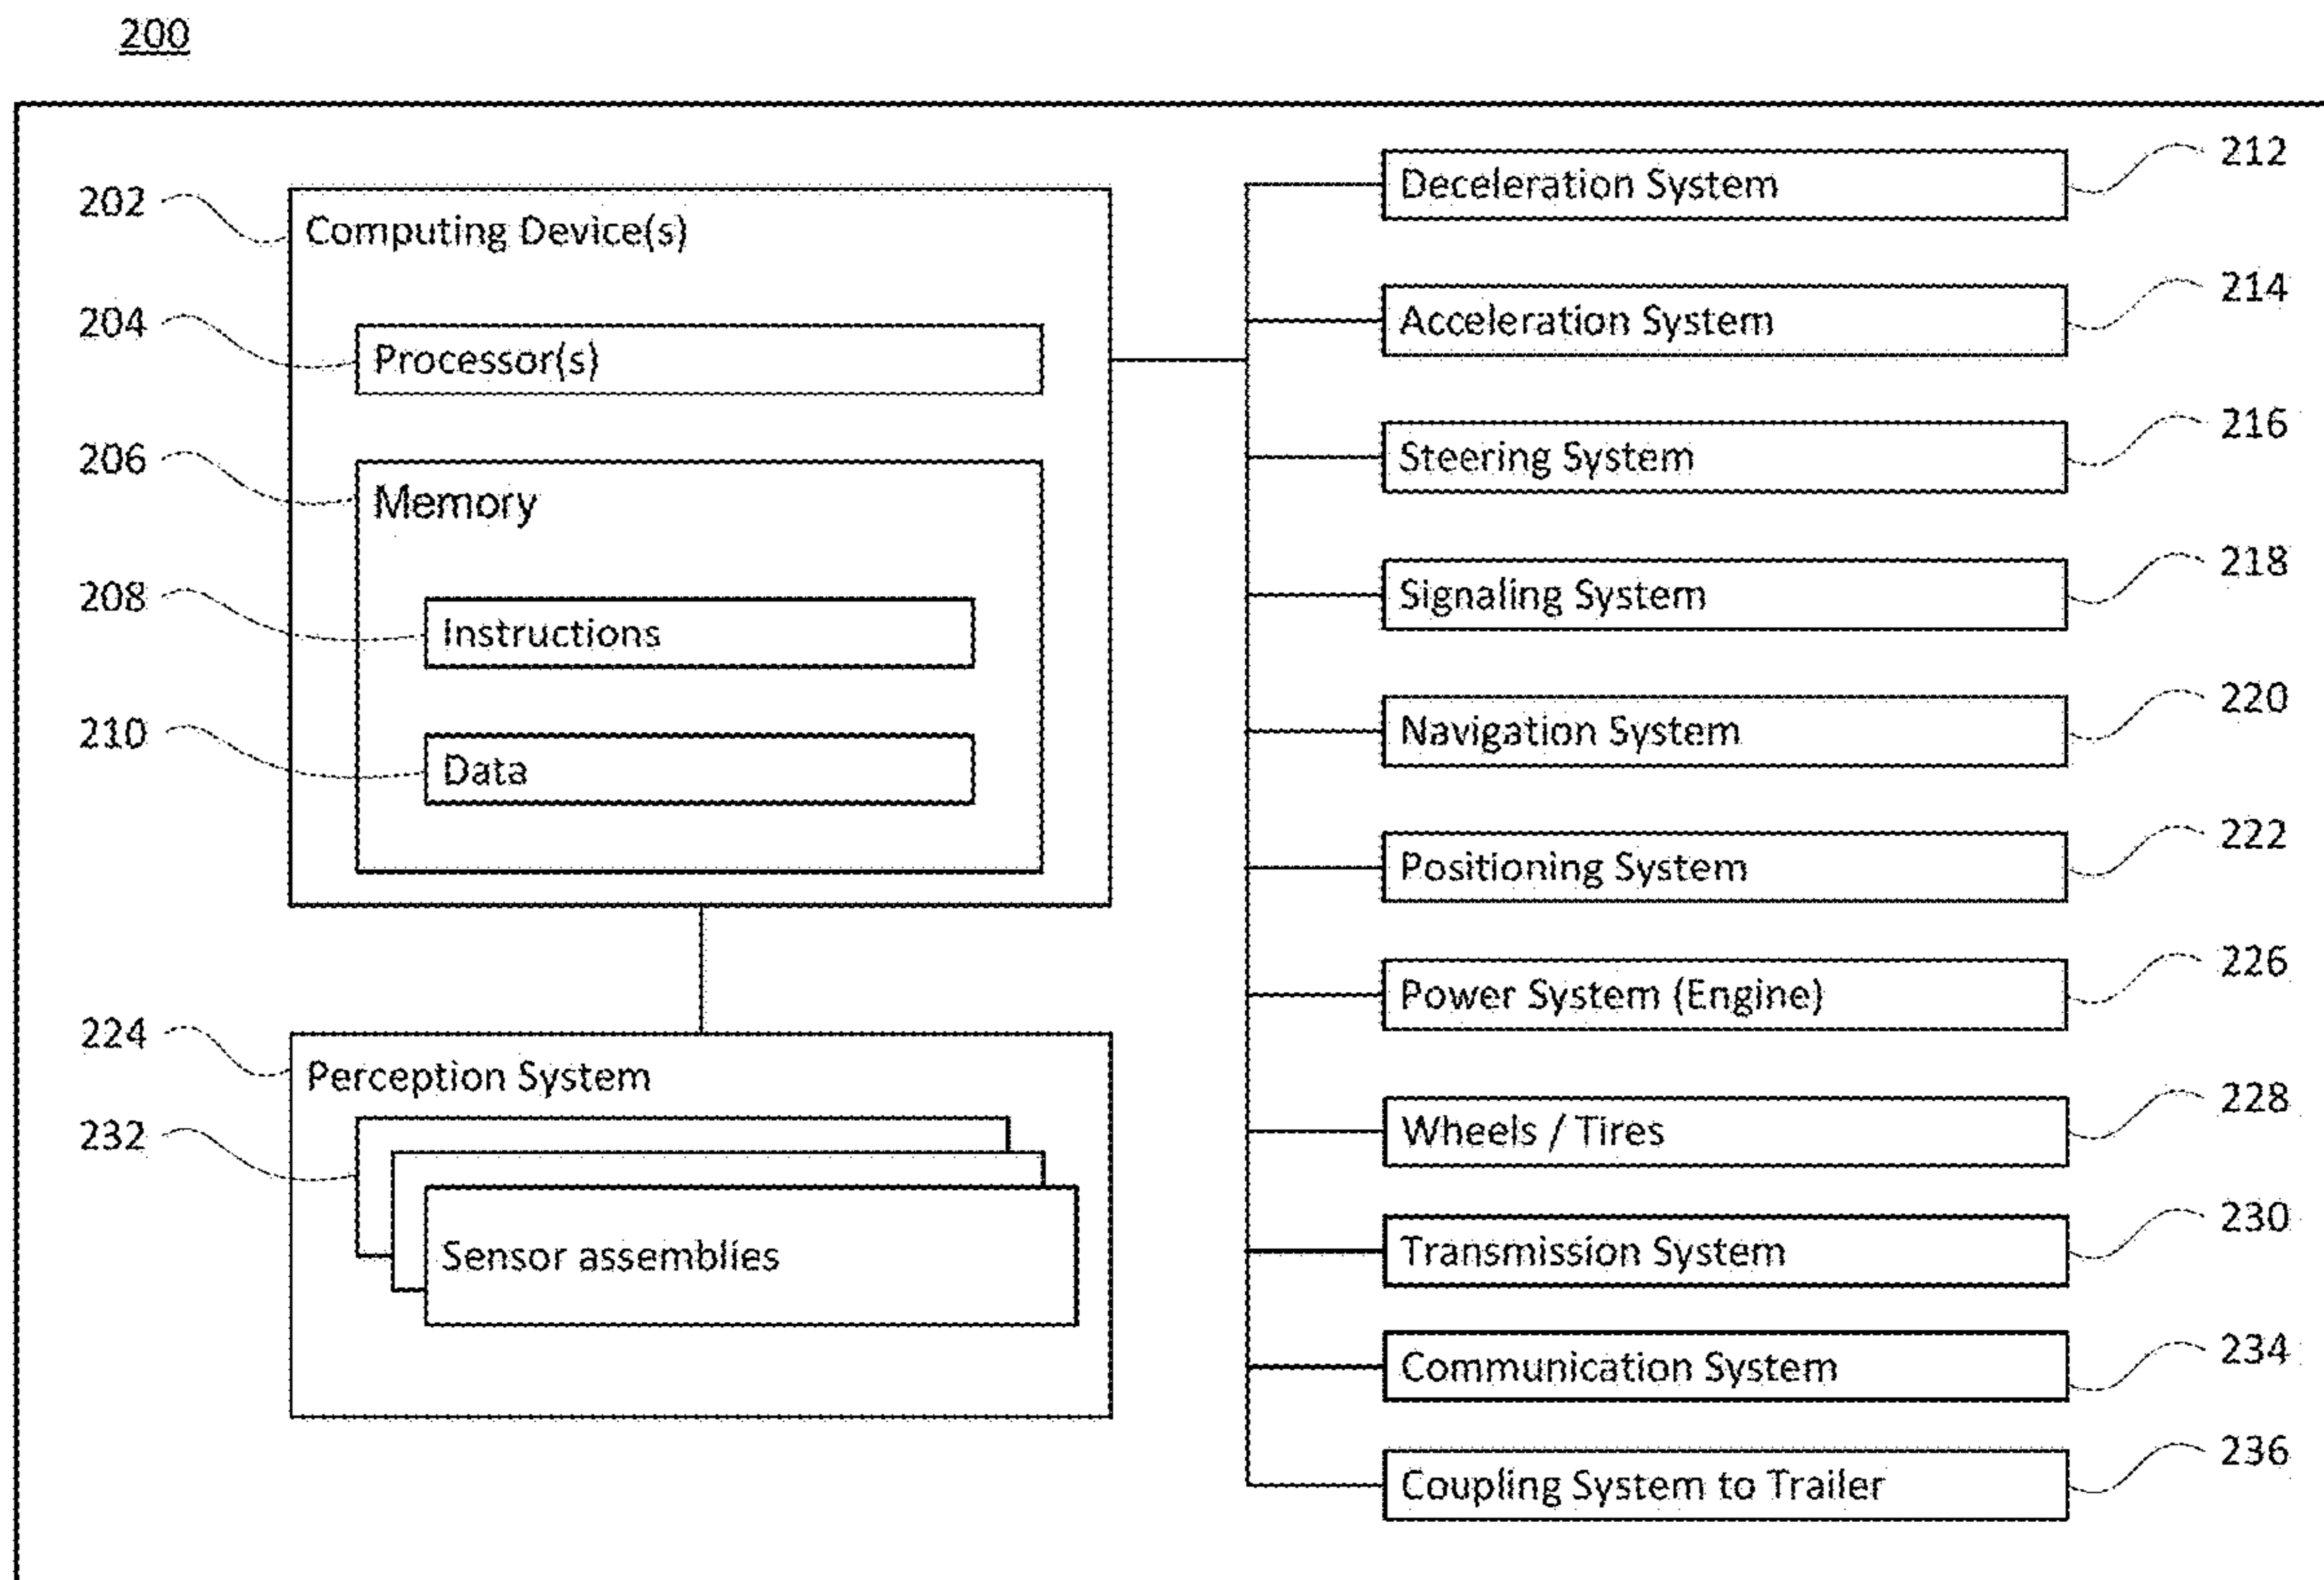 200
202
Computing Device(s)
204
Processor(s)
206
Memory
208
Instructions
210
Data
224
Perception System
232
Sensor assemblies
Deceleration System
212
Acceleration System
214
Steering System
216
Signaling System
218
Navigation System
220
Positioning System
222
Power System (Engine)
226
Wheels / Tires
228
Transmission System
230
Communication System
234
Coupling System to Trailer
236